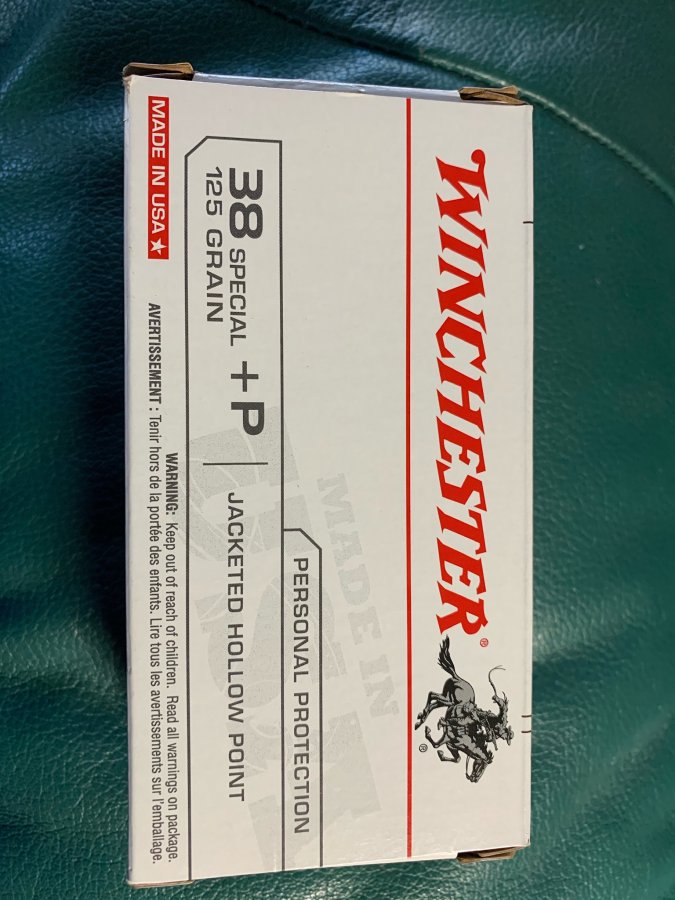 WINCHESTER®
®
MADE IN
USA
PERSONAL PROTECTION
38 SPECIAL +P
125 GRAIN
JACKETED HOLLOW POINT
MADE IN USA
WARNING: Keep out of reach of children. Read all warnings on package.
AVERTISSEMENT : Tenir hors de la portée des enfants. Lire tous les avertissements sur l'emballage.